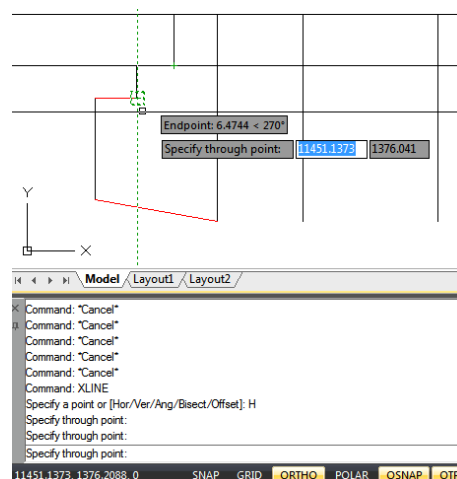 Endpoint: 6.4744 < 270°
Specify through point: 11451.1373 1376.041
Y
X
Model Layout1 Layout2
Command: *Cancel*
Command: *Cancel*
Command: *Cancel*
Command: *Cancel*
Command: *Cancel*
Command: XLINE
Specify a point or [Hor/Ver/Ang/Bisect/Offset]: H
Specify through point:
Specify through point:
Specify through point:
11451.1373, 1376.2088, 0 SNAP GRID ORTHO POLAR OSNAP OTR